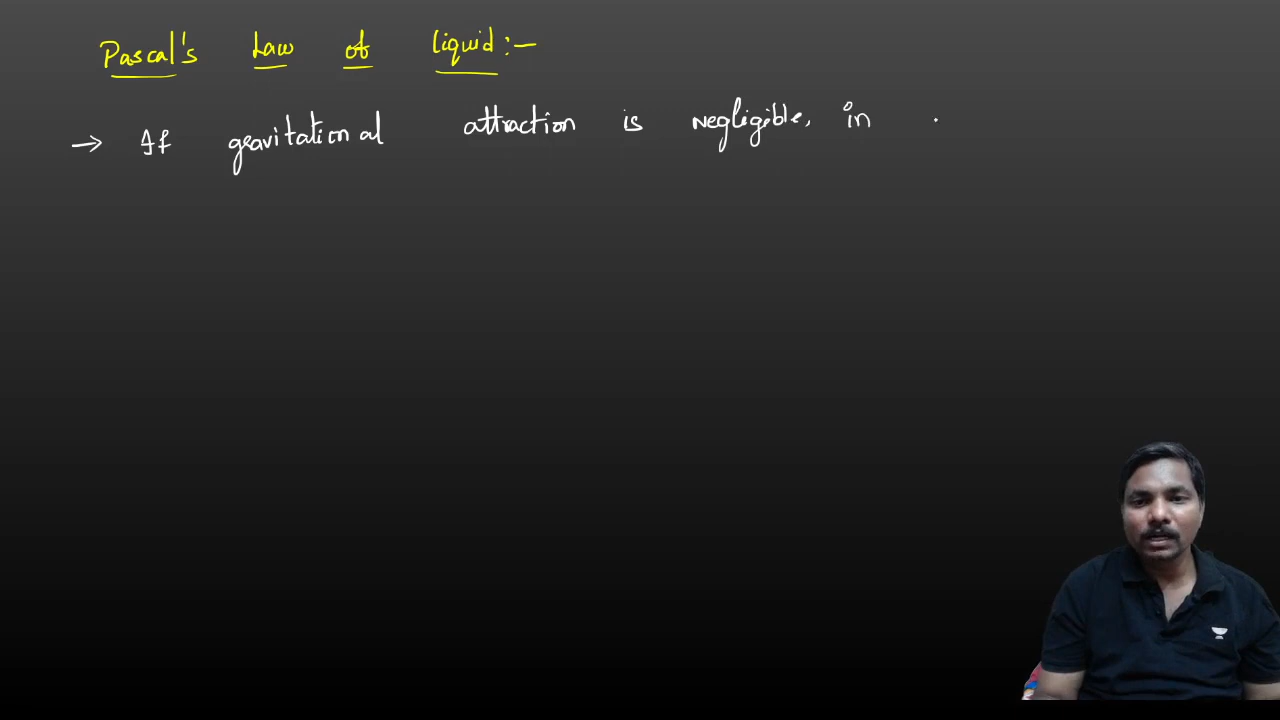 Pascal's Law of liquid:-
→ If gravitational attraction is negligible, in